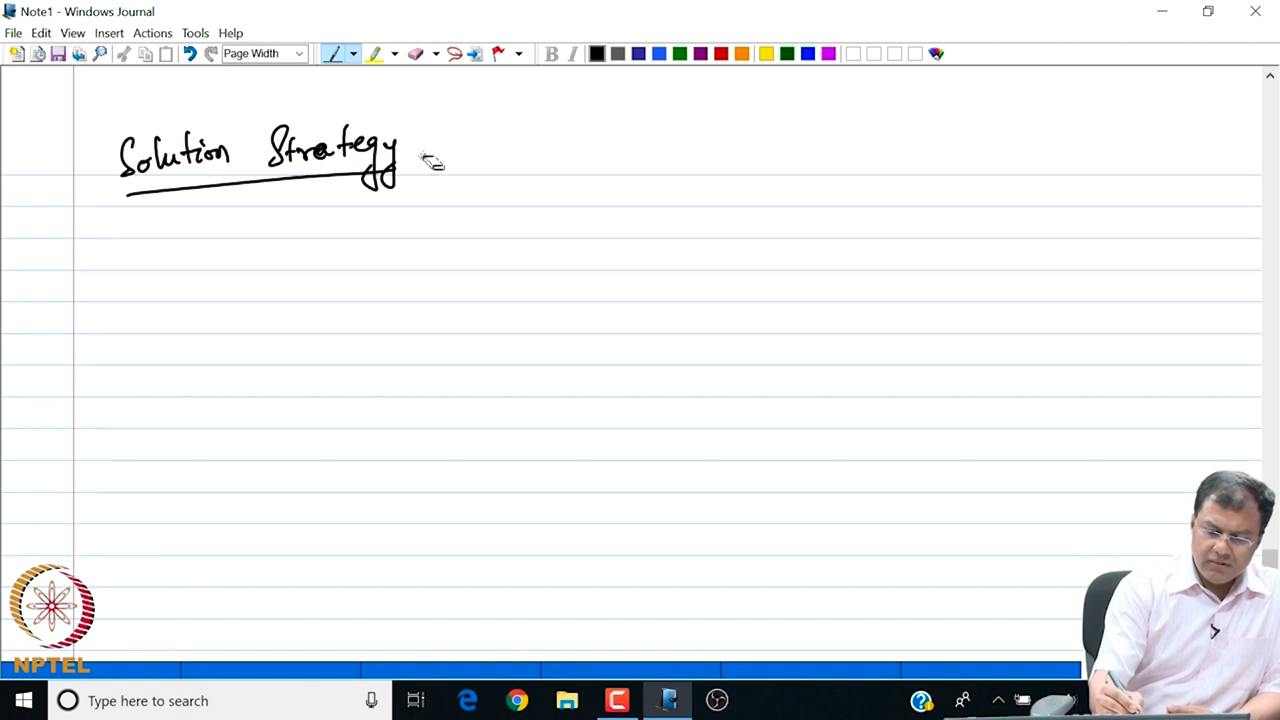 Note1 - Windows Journal
File Edit View Insert Actions Tools Help
Page Width
B I
Solution Strategy
NPTEL
Type here to search